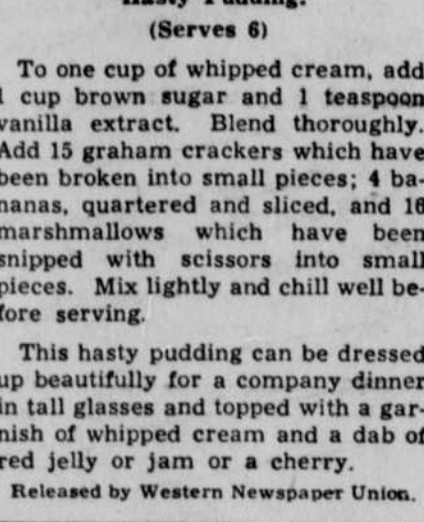 Hasty Pudding.
(Serves 6)
To one cup of whipped cream, add
1 cup brown sugar and 1 teaspoon
vanilla extract. Blend thoroughly.
Add 15 graham crackers which have
been broken into small pieces; 4 ba-
nanas, quartered and sliced, and 16
marshmallows which have been
snipped with scissors into small
pieces. Mix lightly and chill well be-
fore serving.
This hasty pudding can be dressed
up beautifully for a company dinner
in tall glasses and topped with a gar-
nish of whipped cream and a dab of
red jelly or jam or a cherry.
Released by Western Newspaper Union.